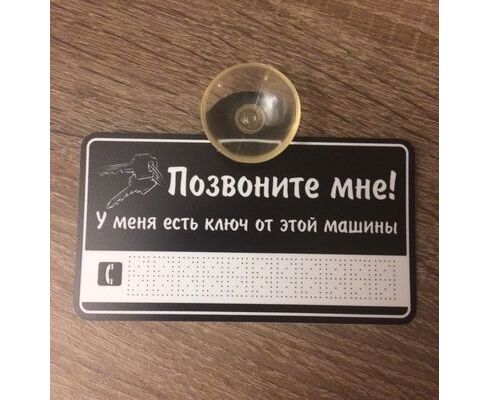 Позвоните мне!
У меня есть ключ от этой машины